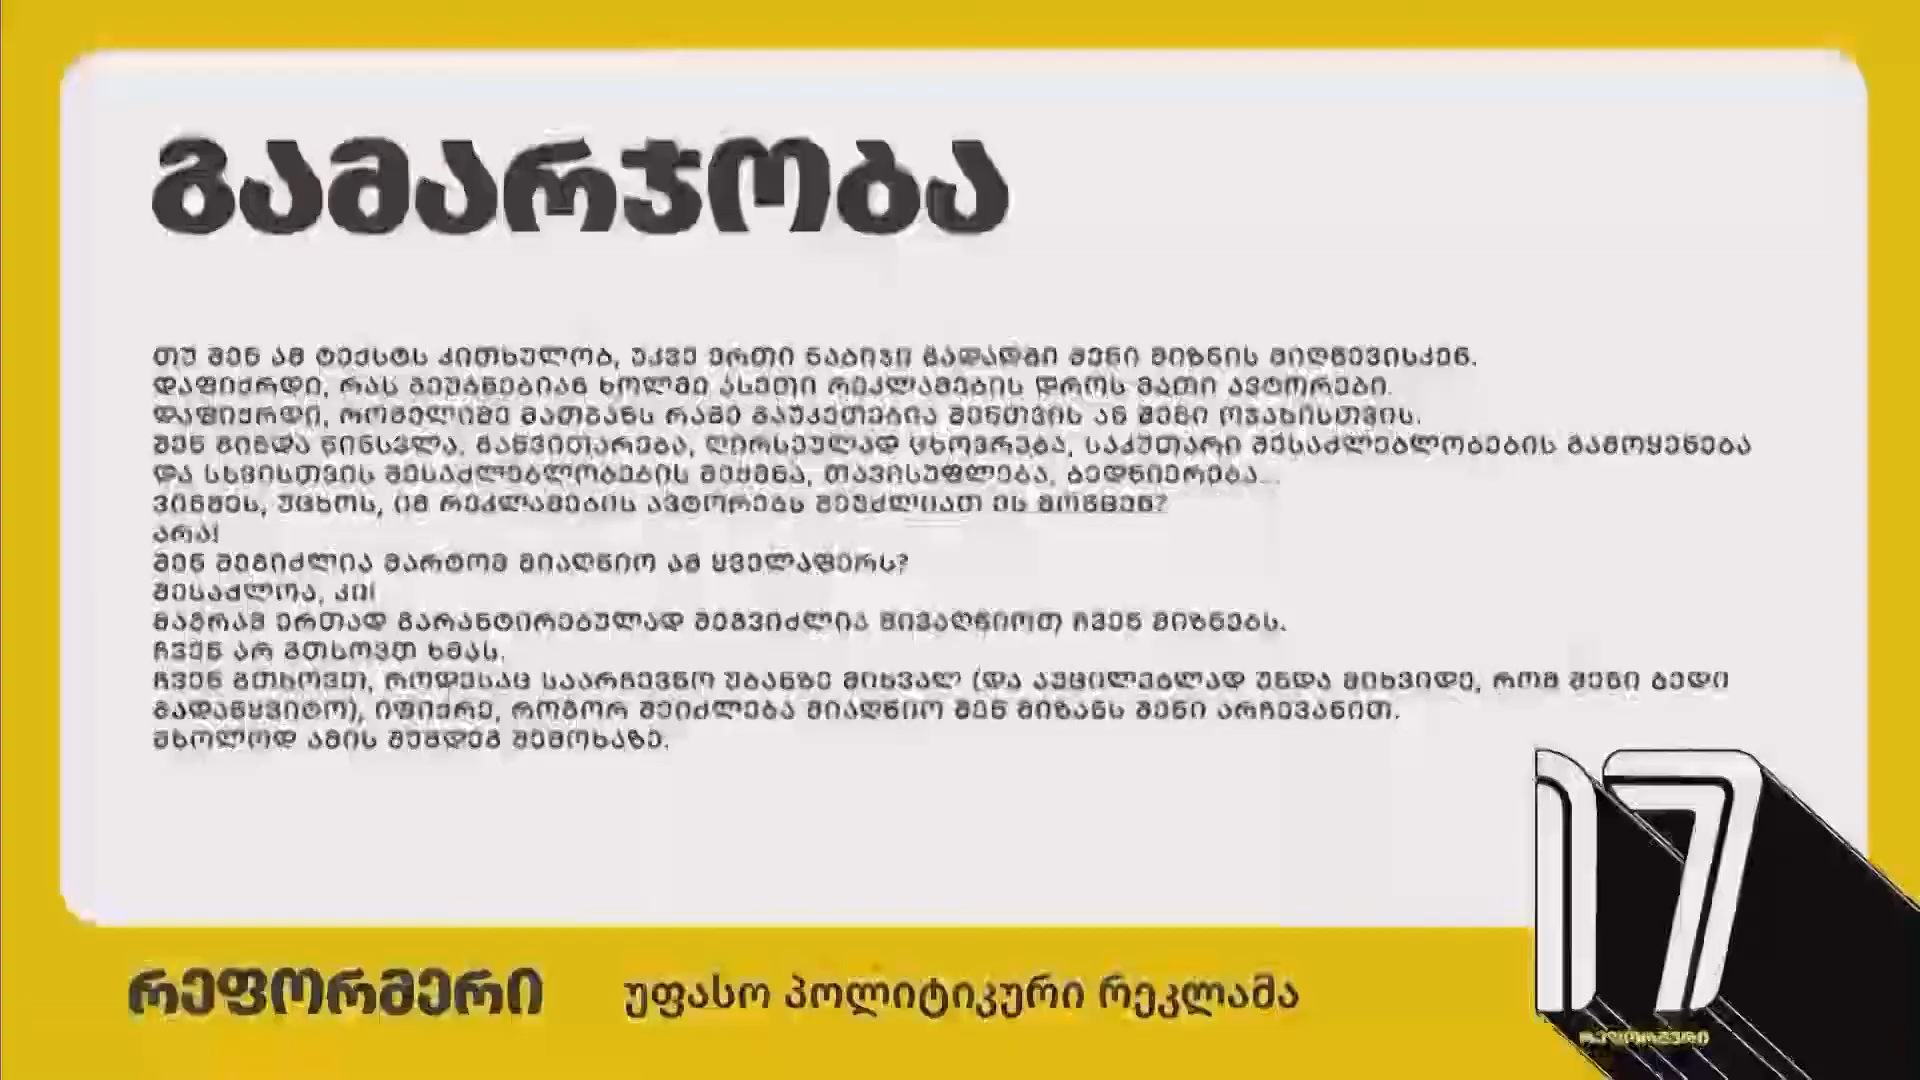 გამარჯობა
თუ შენ ამ ტექსტს კითხულობ, უკვე ერთი ნაბიჯი გადადგი შენი მიზნის მიღწევისკენ.
დაფიქრდი, რას გეუბნებიან ხოლმე ასეთი რეკლამების დროს მათი ავტორები.
დაფიქრდი, რომელიმე მათგანს რამე გაუკეთებია შენთვის ან შენი ოჯახისთვის.
შენ გინდა წინსვლა, განვითარება, ღირსეულად ცხოვრება, საკუთარი შესაძლებლობების გამოყენება
და სხვისთვის შესაძლებლობების შექმნა, თავისუფლება, ბედნიერება...
ვინმეს, უცხოს, იმ რეკლამების ავტორებს შეუძლიათ ეს მოგცენ?
არა!
შენ შეგიძლია მარტომ მიაღწიო ამ ყველაფერს?
შესაძლოა, კი!
მაგრამ ერთად გარანტირებულად შეგვიძლია მივაღწიოთ ჩვენ მიზნებს.
ჩვენ არ გთხოვთ ხმას.
ჩვენ გთხოვთ, როდესაც საარჩევნო უბანზე მიხვალ (და აუცილებლად უნდა მიხვიდე, რომ შენი ბედი
გადაწყვიტო), იფიქრე, როგორ შეიძლება მიაღწიო შენ მიზანს შენი არჩევანით.
მხოლოდ ამის შემდეგ შემოხაზე.
17
რეფორმერი
რეფორმერი უფასო პოლიტიკური რეკლამა